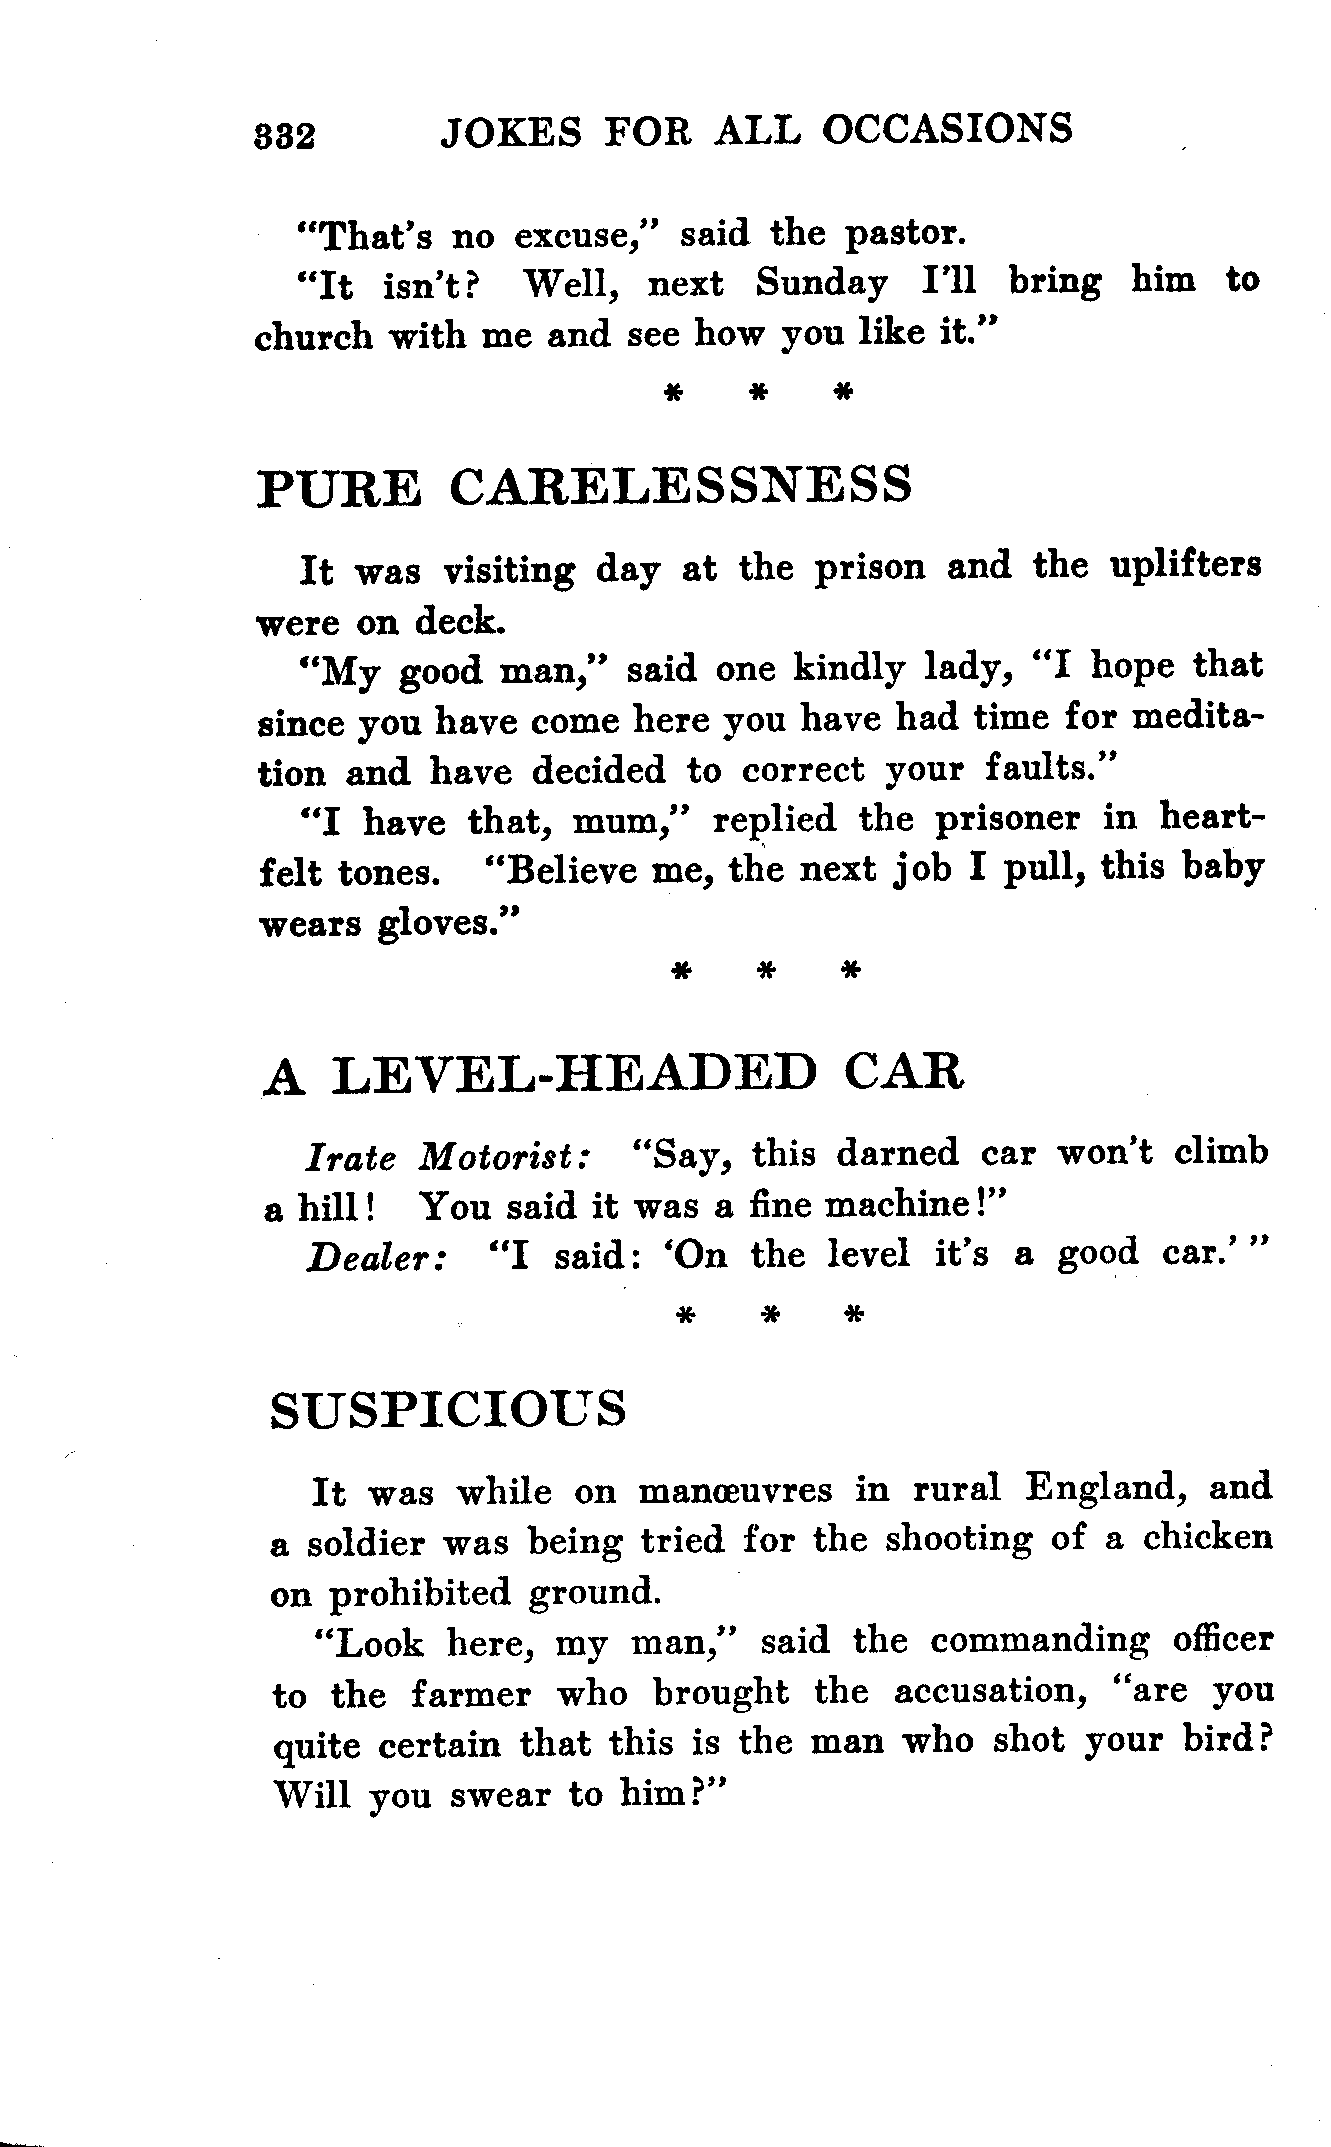 332 JOKES FOR ALL OCCASIONS
“That’s no excuse,” said the pastor.
“It isn’t? Well, next Sunday I’ll bring him to
church with me and see how you like it.”
* * *
PURE CARELESSNESS
It was visiting day at the prison and the uplifters
were on deck.
“My good man,” said one kindly lady, “I hope that
since you have come here you have had time for medita-
tion and have decided to correct your faults.”
“I have that, mum,” replied the prisoner in heart-
felt tones. “Believe me, the next job I pull, this baby
wears gloves.”
* * *
A LEVEL-HEADED CAR
Irate Motorist: “Say, this darned car won’t climb
a hill! You said it was a fine machine!”
Dealer: “I said: ‘On the level it’s a good car.’ ”
* * *
SUSPICIOUS
It was while on manœuvres in rural England, and
a soldier was being tried for the shooting of a chicken
on prohibited ground.
“Look here, my man,” said the commanding officer
to the farmer who brought the accusation, “are you
quite certain that this is the man who shot your bird?
Will you swear to him?”